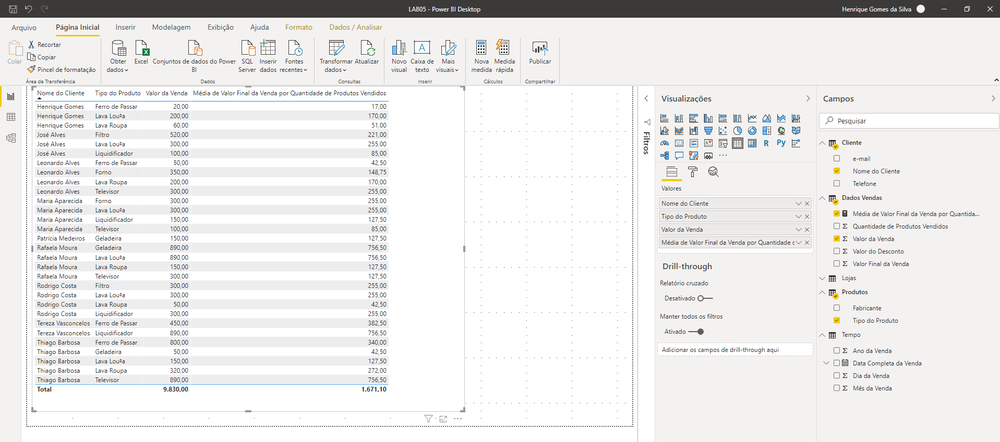 LAB05 - Power BI Desktop
Henrique Gomes da Silva
Arquivo
Página Inicial
Inserir
Modelagem
Exibição
Ajuda
Formato
Dados / Analisar
Colar
Recortar
Copiar
Pincel de formatação
Área de Transferência
Obter dados
Excel
Conjuntos de dados do Power BI
SQL Server
Inserir dados
Fontes recentes
Dados
Transformar dados
Atualizar
Consultas
Novo visual
Caixa de texto
Mais visuais
Inserir
Nova medida
Medida rápida
Cálculos
Publicar
Compartilhar
Nome do Cliente Tipo do Produto Valor da Venda Média de Valor Final da Venda por Quantidade de Produtos Vendidos
Henrique Gomes Ferro de Passar 20,00 17,00
Henrique Gomes Lava Lou‡a 200,00 170,00
Henrique Gomes Lava Roupa 60,00 51,00
José Alves Filtro 520,00 221,00
José Alves Lava Lou‡a 300,00 255,00
José Alves Liquidificador 100,00 85,00
Leonardo Alves Ferro de Passar 50,00 42,50
Leonardo Alves Forno 350,00 148,75
Leonardo Alves Lava Roupa 200,00 170,00
Leonardo Alves Televisor 300,00 255,00
Maria Aparecida Forno 300,00 255,00
Maria Aparecida Lava Lou‡a 300,00 255,00
Maria Aparecida Liquidificador 150,00 127,50
Maria Aparecida Televisor 100,00 85,00
Patrícia Medeiros Geladeira 150,00 127,50
Rafaela Moura Geladeira 890,00 756,50
Rafaela Moura Lava Lou‡a 890,00 756,50
Rafaela Moura Lava Roupa 150,00 127,50
Rafaela Moura Televisor 300,00 127,50
Rodrigo Costa Filtro 300,00 255,00
Rodrigo Costa Lava Lou‡a 300,00 255,00
Rodrigo Costa Lava Roupa 50,00 42,50
Rodrigo Costa Liquidificador 300,00 255,00
Tereza Vasconcelos Ferro de Passar 450,00 382,50
Tereza Vasconcelos Liquidificador 890,00 756,50
Thiago Barbosa Ferro de Passar 800,00 340,00
Thiago Barbosa Geladeira 50,00 42,50
Thiago Barbosa Lava Lou‡a 150,00 127,50
Thiago Barbosa Lava Roupa 320,00 272,00
Thiago Barbosa Televisor 890,00 756,50
Total 9.830,00 1.671,10
Filtros
Visualizações
123
R
Py
Valores
Nome do Cliente
Tipo do Produto
Valor da Venda
Média de Valor Final da Venda por Quantidade c
Drill-through
Relatório cruzado
Desativado
Manter todos os filtros
Ativado
Adicionar os campos de drill-through aqui
Campos
Pesquisar
Cliente
e-mail
Nome do Cliente
Telefone
Dados Vendas
Média de Valor Final da Venda por Quantida...
Quantidade de Produtos Vendidos
Valor da Venda
Valor do Desconto
Valor Final da Venda
Lojas
Produtos
Fabricante
Tipo do Produto
Tempo
Ano da Venda
Data Completa da Venda
Dia da Venda
Mês da Venda